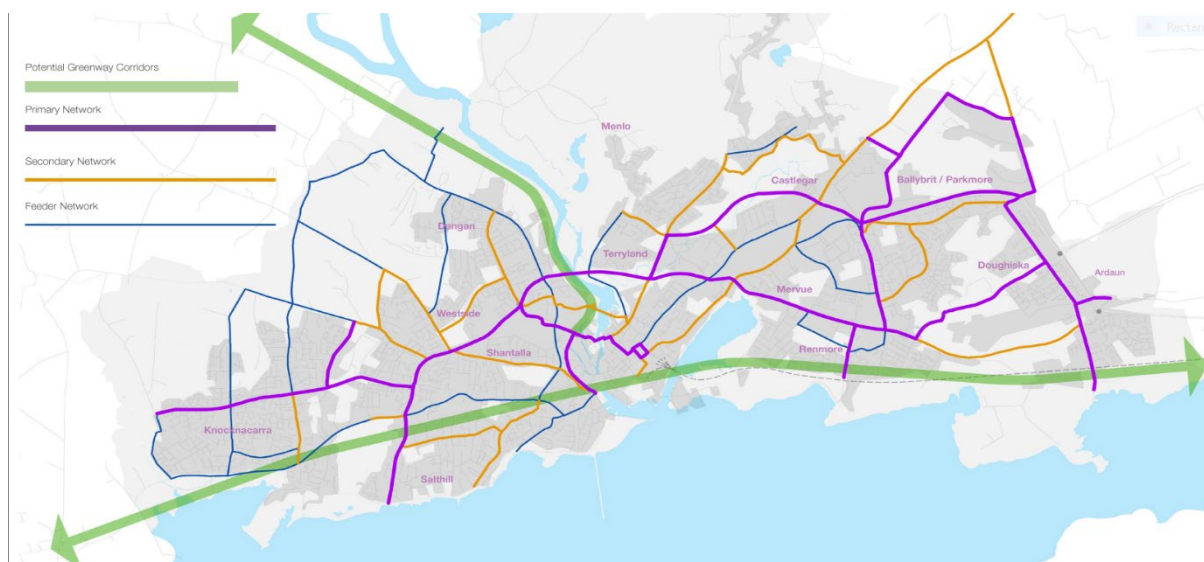 Potential Greenway Corridors
Primary Network
Secondary Network
Feeder Network
Menlo
Castlegar
Ballybrit / Parkmore
Dangan
Terryland
Doughiska
Ardaun
Mervue
Westside
Shantalla
Renmore
Knocknacarra
Salthill